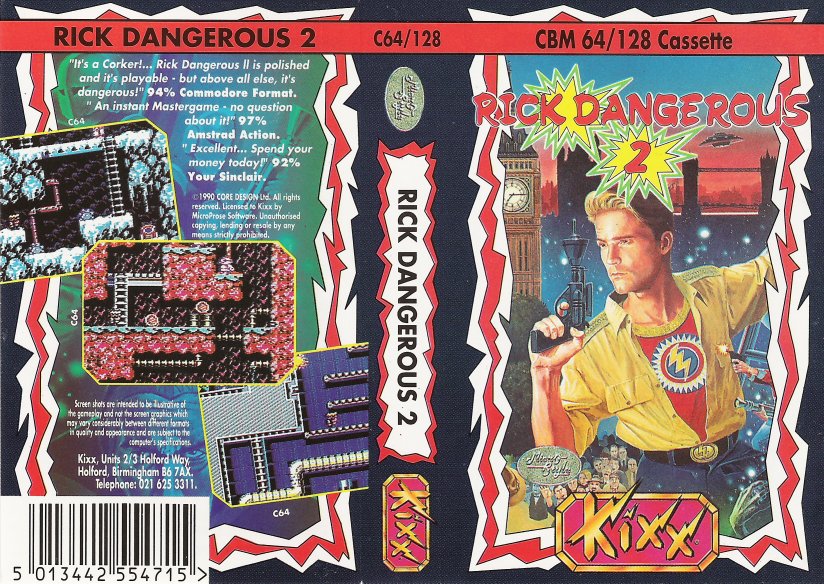 RICK DANGEROUS 2
"It's a Corker!... Rick Dangerous II is polished
and it's playable - but above all else, it's
dangerous!" 94% Commodore Format.
" An instant Mastergame - no question
about it!" 97%
Amstrad Action.
" Excellent... Spend your
money today!" 92%
Your Sinclair.
© 1990 CORE DESIGN Ltd. All rights
reserved. Licensed to Kixx by
MicroProse Software. Unauthorised
copying, lending or resale by any
means strictly prohibited.
C64
C64
C64
Screen shots are intended to be illustrative of
the gameplay and not the screen graphics which
may vary considerably between different formats
in quality and appearance and are subject to the
computer's specifications.
Kixx, Units 2/3 Holford Way,
Holford, Birmingham B6 7AX.
Telephone: 021 625 3311.
5 013442 554715>
C64/128
Micro Style
RICK DANGEROUS 2
Kixx
CBM 64/128 Cassette
RICK DANGEROUS
2
Micro Style
Kixx